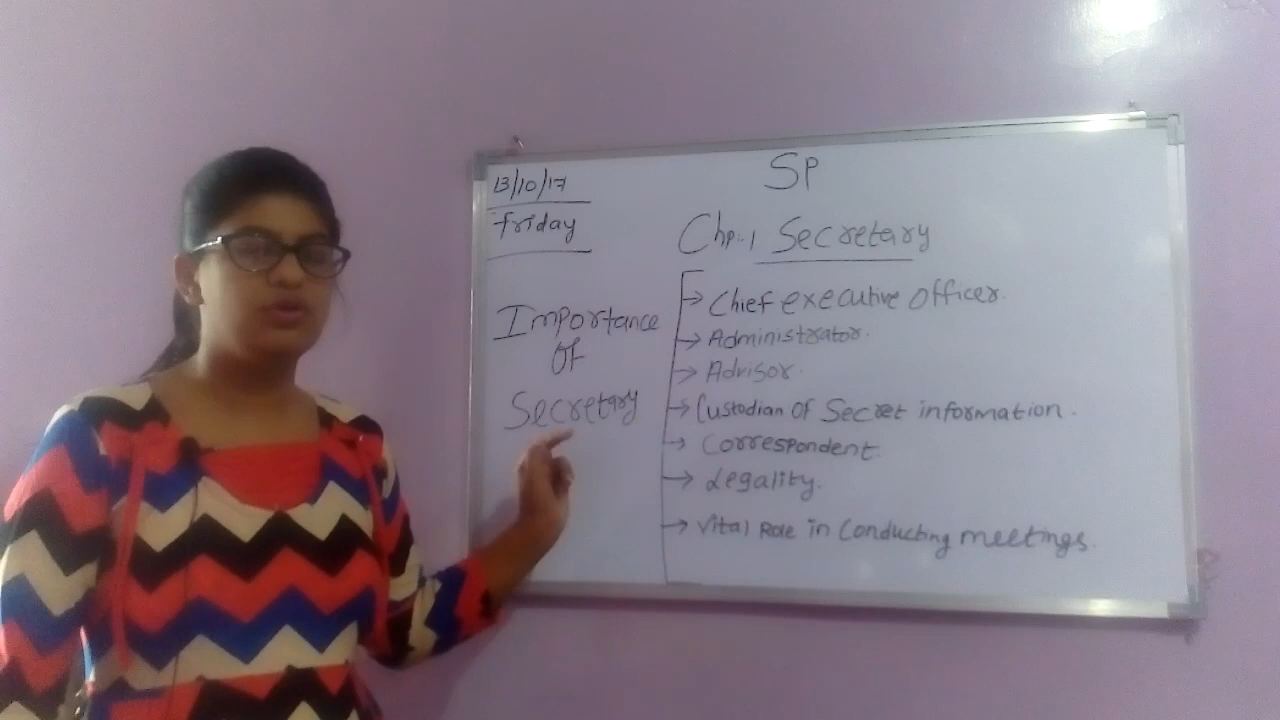 13/10/17
friday
SP
Chp.-1 Secretary
Importance
Of
Secretary
→ Chief executive Officer.
→ Administrator.
→ Advisor.
→ Custodian Of Secret information.
→ Correspondent.
→ Legality.
→ Vital Role in Conducting meetings.